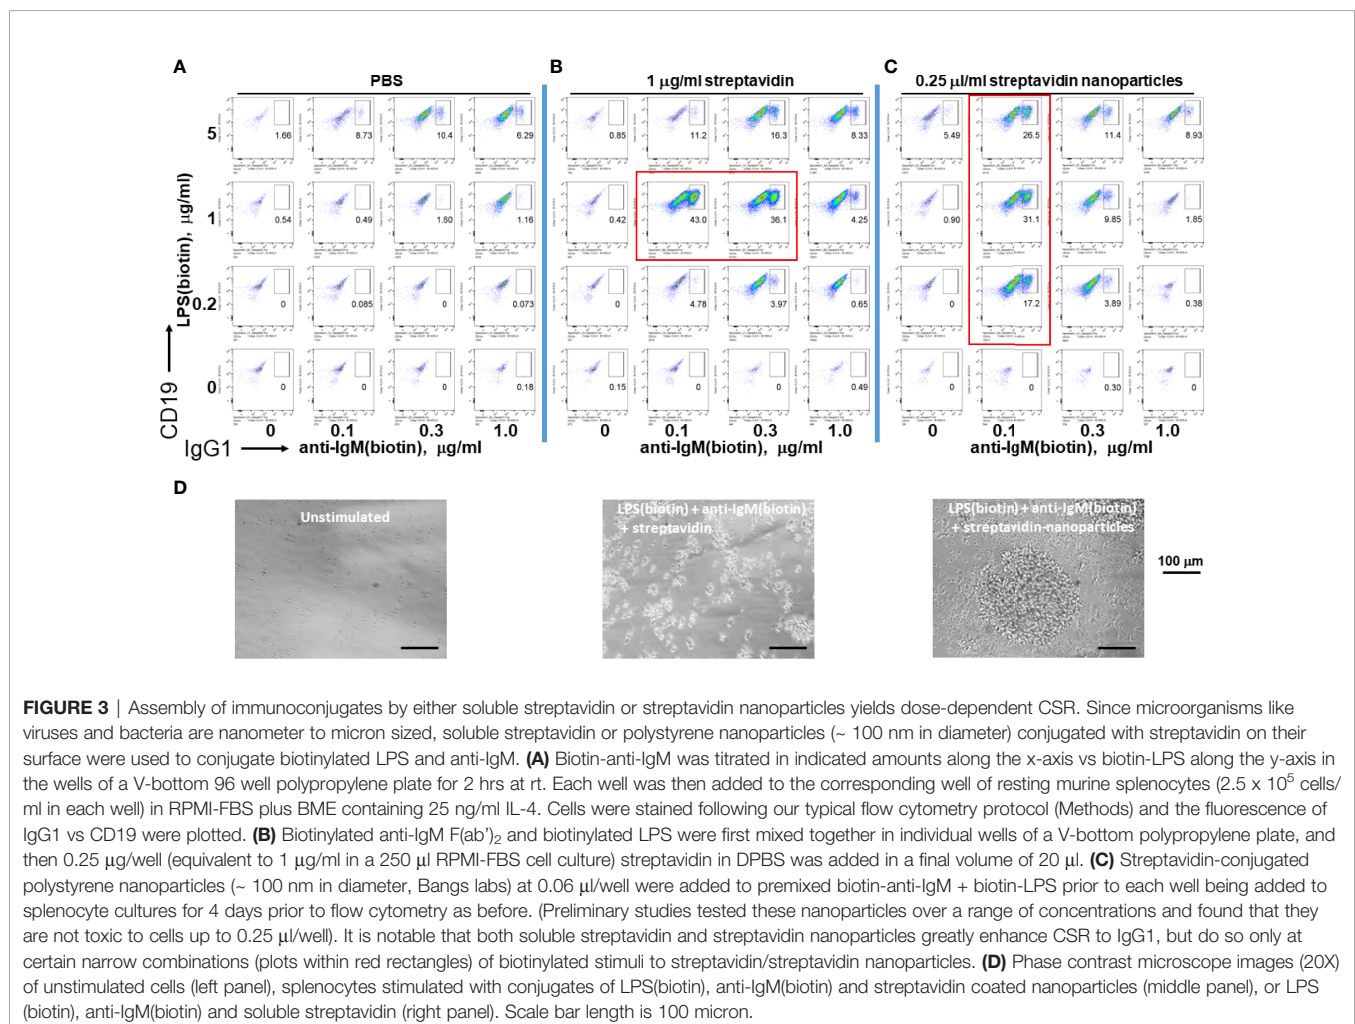 A
B
C
PBS
1 μg/ml streptavidin
0.25 μl/ml streptavidin nanoparticles
LPS(biotin), μg/ml)
5
1.66
8.73
10.4
6.29
0.85
11.2
16.3
8.33
5.49
26.5
11.4
8.93
1
0.54
0.49
1.60
1.16
0.42
43.0
36.1
4.25
0.90
31.1
9.85
1.85
0.2
0
0.085
0
0.073
0
4.78
3.97
0.65
0
17.2
3.89
0.38
0
0
0
0
0.18
0.15
0
0
0.49
0
0
0.30
0
CD19
0
0.1
0.3
1.0
0
0.1
0.3
1.0
0
0.1
0.3
1.0
IgG1
anti-IgM(biotin), μg/ml
anti-IgM(biotin), μg/ml
anti-IgM(biotin), μg/ml
D
Unstimulated
LPS(biotin) + anti-IgM(biotin)
+ streptavidin
LPS(biotin) + anti-IgM(biotin)
+ streptavidin-nanoparticles
100 μm
FIGURE 3 | Assembly of immunoconjugates by either soluble streptavidin or streptavidin nanoparticles yields dose-dependent CSR. Since microorganisms like
viruses and bacteria are nanometer to micron sized, soluble streptavidin or polystyrene nanoparticles (~ 100 nm in diameter) conjugated with streptavidin on their
surface were used to conjugate biotinylated LPS and anti-IgM. (A) Biotin-anti-IgM was titrated in indicated amounts along the x-axis vs biotin-LPS along the y-axis in
the wells of a V-bottom 96 well polypropylene plate for 2 hrs at rt. Each well was then added to the corresponding well of resting murine splenocytes (2.5 x 10⁵ cells/
ml in each well) in RPMI-FBS plus BME containing 25 ng/ml IL-4. Cells were stained following our typical flow cytometry protocol (Methods) and the fluorescence of
IgG1 vs CD19 were plotted. (B) Biotinylated anti-IgM F(ab')₂ and biotinylated LPS were first mixed together in individual wells of a V-bottom polypropylene plate, and
then 0.25 μg/well (equivalent to 1 μg/ml in a 250 μl RPMI-FBS cell culture) streptavidin in DPBS was added in a final volume of 20 μl. (C) Streptavidin-conjugated
polystyrene nanoparticles (~ 100 nm in diameter, Bangs labs) at 0.06 μl/well were added to premixed biotin-anti-IgM + biotin-LPS prior to each well being added to
splenocyte cultures for 4 days prior to flow cytometry as before. (Preliminary studies tested these nanoparticles over a range of concentrations and found that they
are not toxic to cells up to 0.25 μl/well). It is notable that both soluble streptavidin and streptavidin nanoparticles greatly enhance CSR to IgG1, but do so only at
certain narrow combinations (plots within red rectangles) of biotinylated stimuli to streptavidin/streptavidin nanoparticles. (D) Phase contrast microscope images (20X)
of unstimulated cells (left panel), splenocytes stimulated with conjugates of LPS(biotin), anti-IgM(biotin) and streptavidin coated nanoparticles (middle panel), or LPS
(biotin), anti-IgM(biotin) and soluble streptavidin (right panel). Scale bar length is 100 micron.